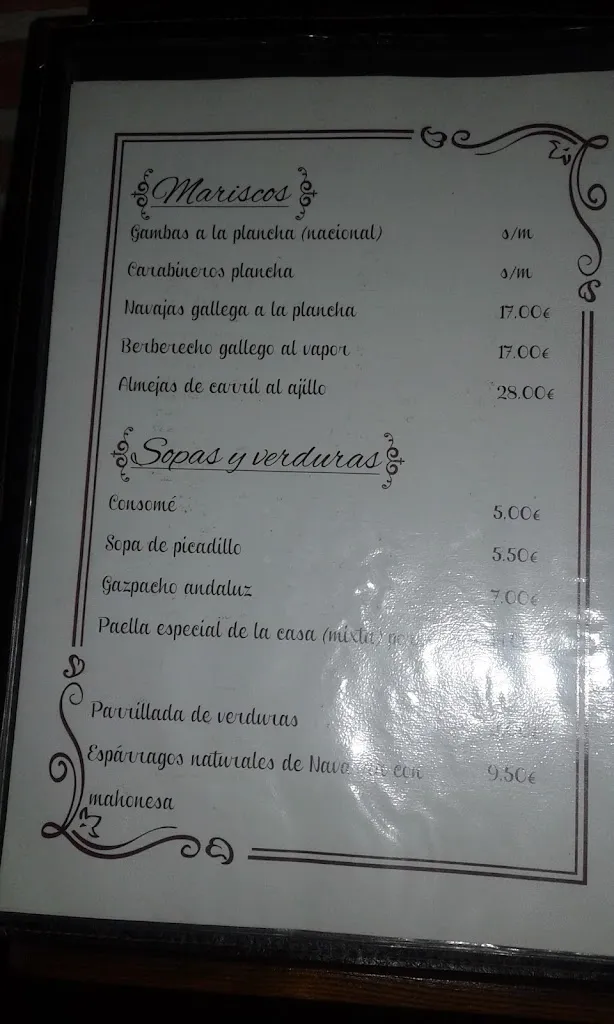 Mariscos
Gambas a la plancha (nacional) s/m
Carabineros plancha s/m
Navajas gallega a la plancha 17.00€
Berberecho gallego al vapor 17.00€
Almejas de carril al ajillo 28.00€
Sopas y verduras
Consomé 5.00€
Sopa de picadillo 5.50€
Gazpacho andaluz 7.00€
Paella especial de la casa (mixta)
Parrillada de verduras
Espárragos naturales de con 9.50€
mahonesa